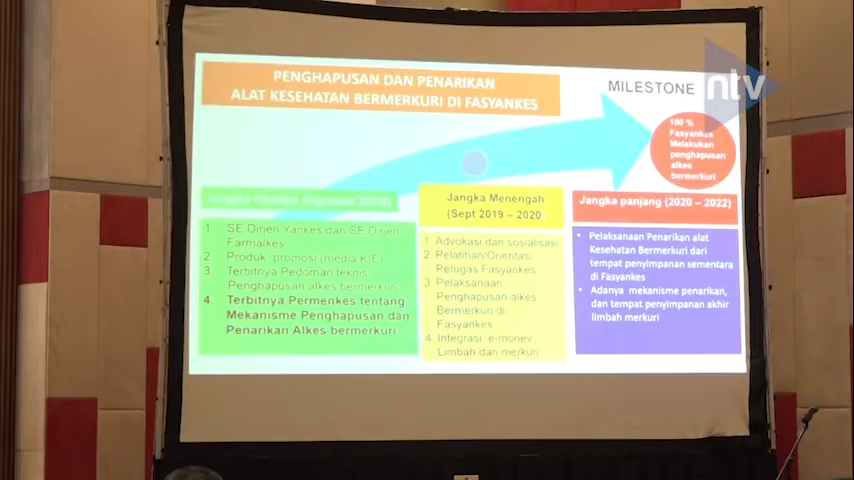 ntv
PENGHAPUSAN DAN PENARIKAN
ALAT KESEHATAN BERMERKURI DI FASYANKES
MILESTONE
100 %
Fasyankes
Melakukan
penghapusan
alkes
bermerkuri
1 SE Dirjen Yankes dan SE Dirjen
Farmalkes
2 Produk promosi (media KIE)
3 Terbitnya Pedoman teknis
Penghapusan alkes bermerkuri
4. Terbitnya Permenkes tentang
Mekanisme Penghapusan dan
Penarikan Alkes bermerkuri
Jangka Menengah
(Sept 2019 – 2020
1 Advokasi dan sosialisasi
2 Pelatihan/Orientasi
Petugas Fasyankes
3 Pelaksanaan
Penghapusan alkes
Bermerkuri di
Fasyankes
4 Integrasi e-monev
Limbah dan merkuri
Jangka panjang (2020 – 2022)
• Pelaksanaan Penarikan alat
Kesehatan Bermerkuri dari
tempat penyimpanan sementara
di Fasyankes
• Adanya mekanisme penarikan,
dan tempat penyimpanan akhir
limbah merkuri